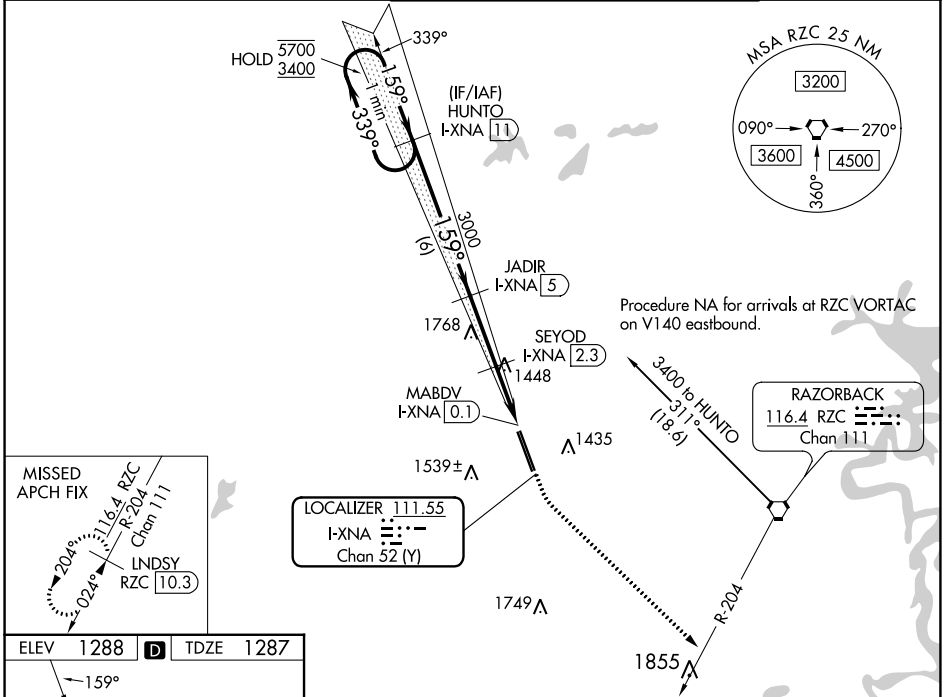 HOLD 5700
3400
339°
159°
1 min
339°
(IF/IAF)
HUNTO
I-XNA 11
MSA RZC 25 NM
3200
090°
270°
3600
4500
360°
3000
159°
(6)
JADIR
I-XNA 5
1768
SEYOD
I-XNA 2.3
1448
Procedure NA for arrivals at RZC VORTAC
on V140 eastbound.
3400 to HUNTO
311°
(18.6)
RAZORBACK
116.4 RZC
Chan 111
MABDV
I-XNA 0.1
1435
1539±
LOCALIZER 111.55
I-XNA
Chan 52 (Y)
MISSED
APCH FIX
116.4 RZC
R-204
Chan 111
204°
024°
LNDSY
RZC 10.3
1749
R-204
1855
ELEV 1288 D TDZE 1287
159°